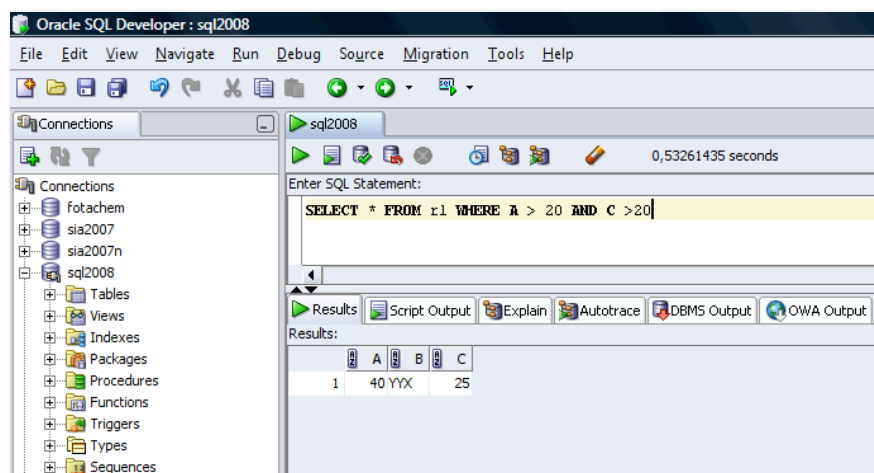 Oracle SQL Developer : sql2008
File Edit View Navigate Run Debug Source Migration Tools Help
Connections
sql2008
0,53261435 seconds
Connections
fotachem
sia2007
sia2007n
sql2008
Tables
Views
Indexes
Packages
Procedures
Functions
Triggers
Types
Sequences
Enter SQL Statement:
SELECT * FROM r1 WHERE A > 20 AND C >20
Results Script Output Explain Autotrace DBMS Output OWA Output
Results:
A B C
1 40 YYX 25